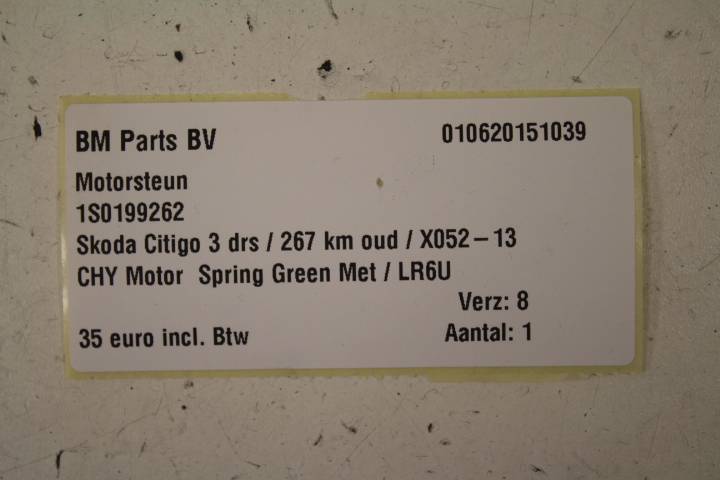 BM Parts BV 010620151039
Motorsteun
1S0199262
Skoda Citigo 3 drs / 267 km oud / X052-13
CHY Motor Spring Green Met / LR6U
Verz: 8
35 euro incl. Btw Aantal: 1